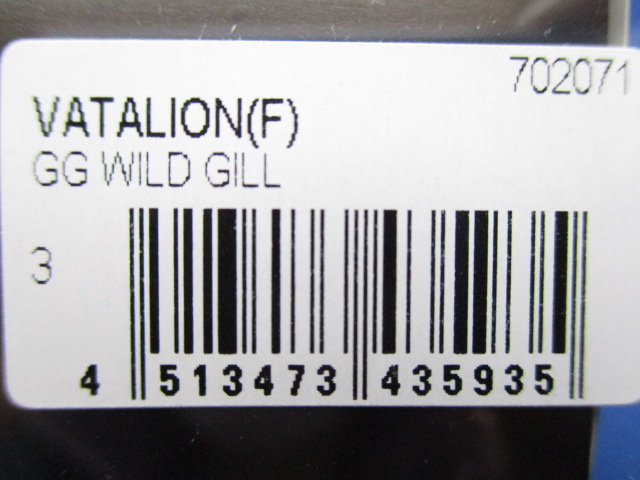 702071
VATALION(F)
GG WILD GILL
3
4 513473 435935